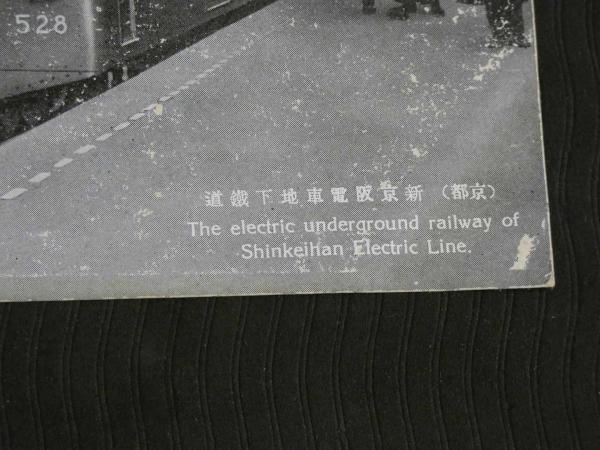 528
道鐵下地車電阪京新 (都京)
The electric underground railway of
Shinkeihan Electric Line.